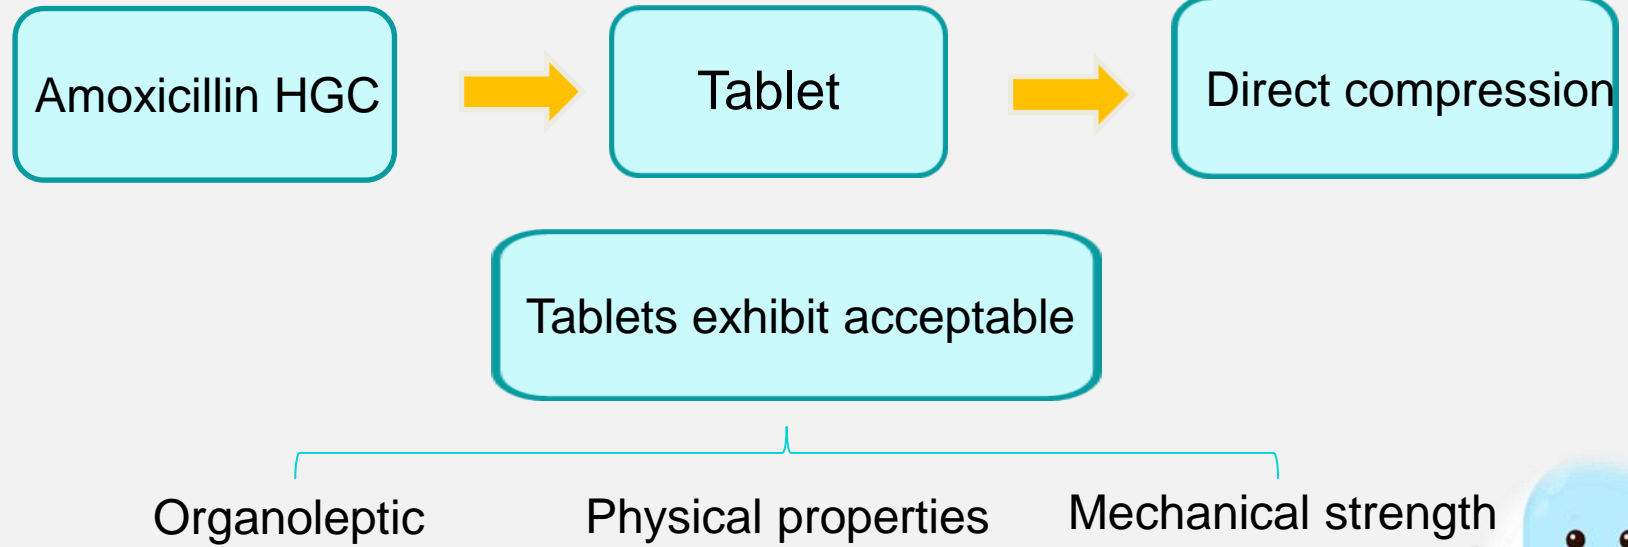 Amoxicillin HGC
Tablet
Direct compression
Tablets exhibit acceptable
Organoleptic
Physical properties
Mechanical strength